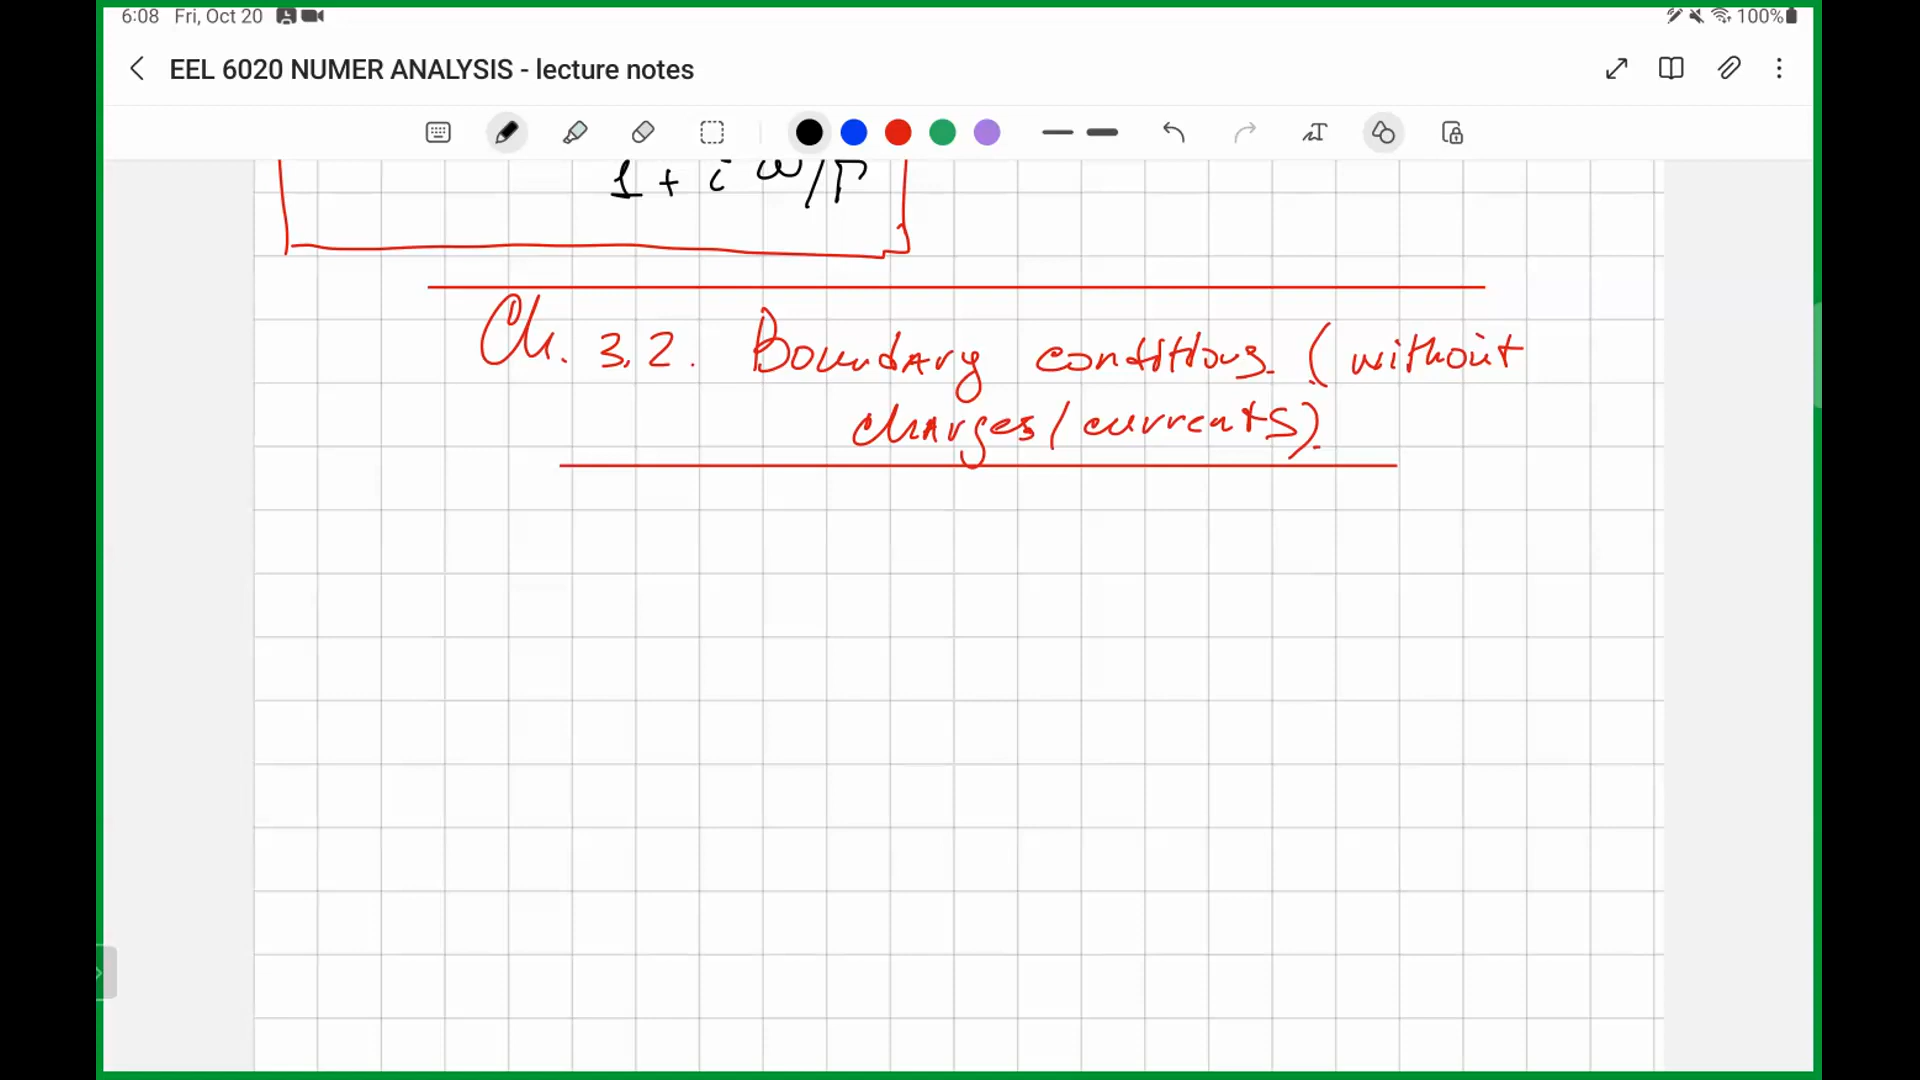 6:08 Fri, Oct 20 100%
EEL 6020 NUMER ANALYSIS - lecture notes
1 + i ω/Γ
Ch. 3.2. Boundary conditions (without
charges/currents).